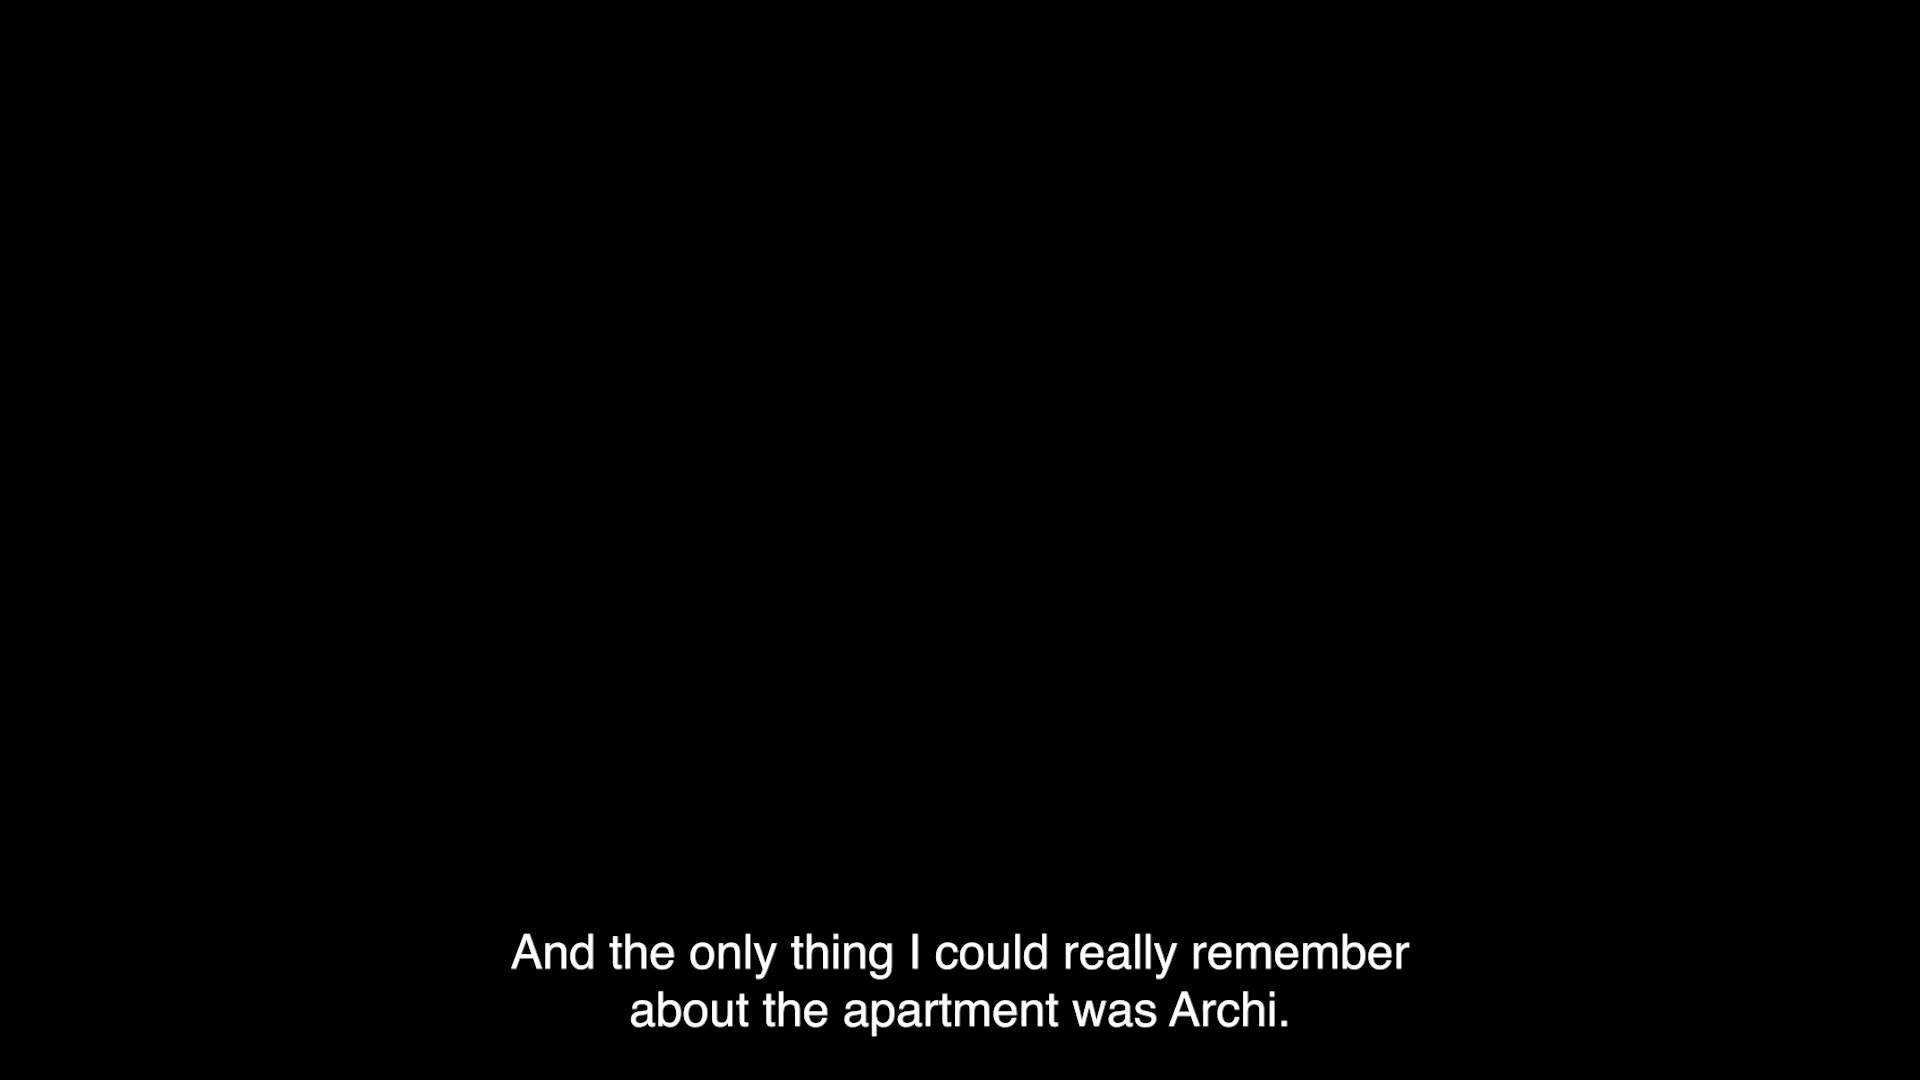 And the only thing I could really remember
about the apartment was Archi.